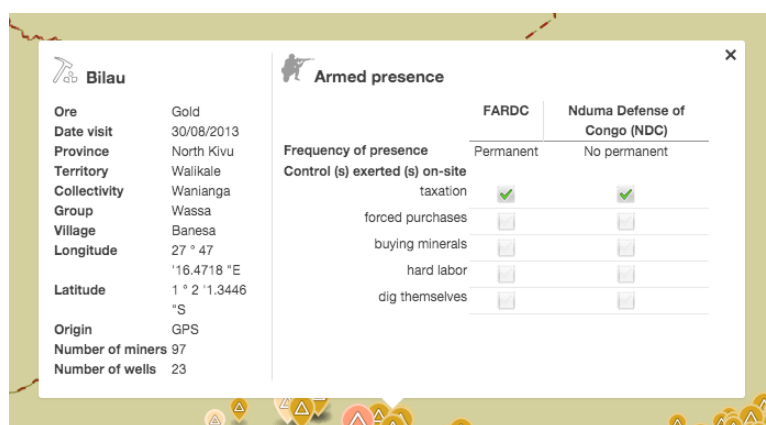 Bilau
Ore Gold
Date visit 30/08/2013
Province North Kivu
Territory Walikale
Collectivity Wanianga
Group Wassa
Village Banesa
Longitude 27 ° 47
'16.4718 "E
Latitude 1 ° 2 '1.3446
"S
Origin GPS
Number of miners 97
Number of wells 23
Armed presence
FARDC Nduma Defense of
Congo (NDC)
Frequency of presence Permanent No permanent
Control (s) exerted (s) on-site
taxation
forced purchases
buying minerals
hard labor
dig themselves